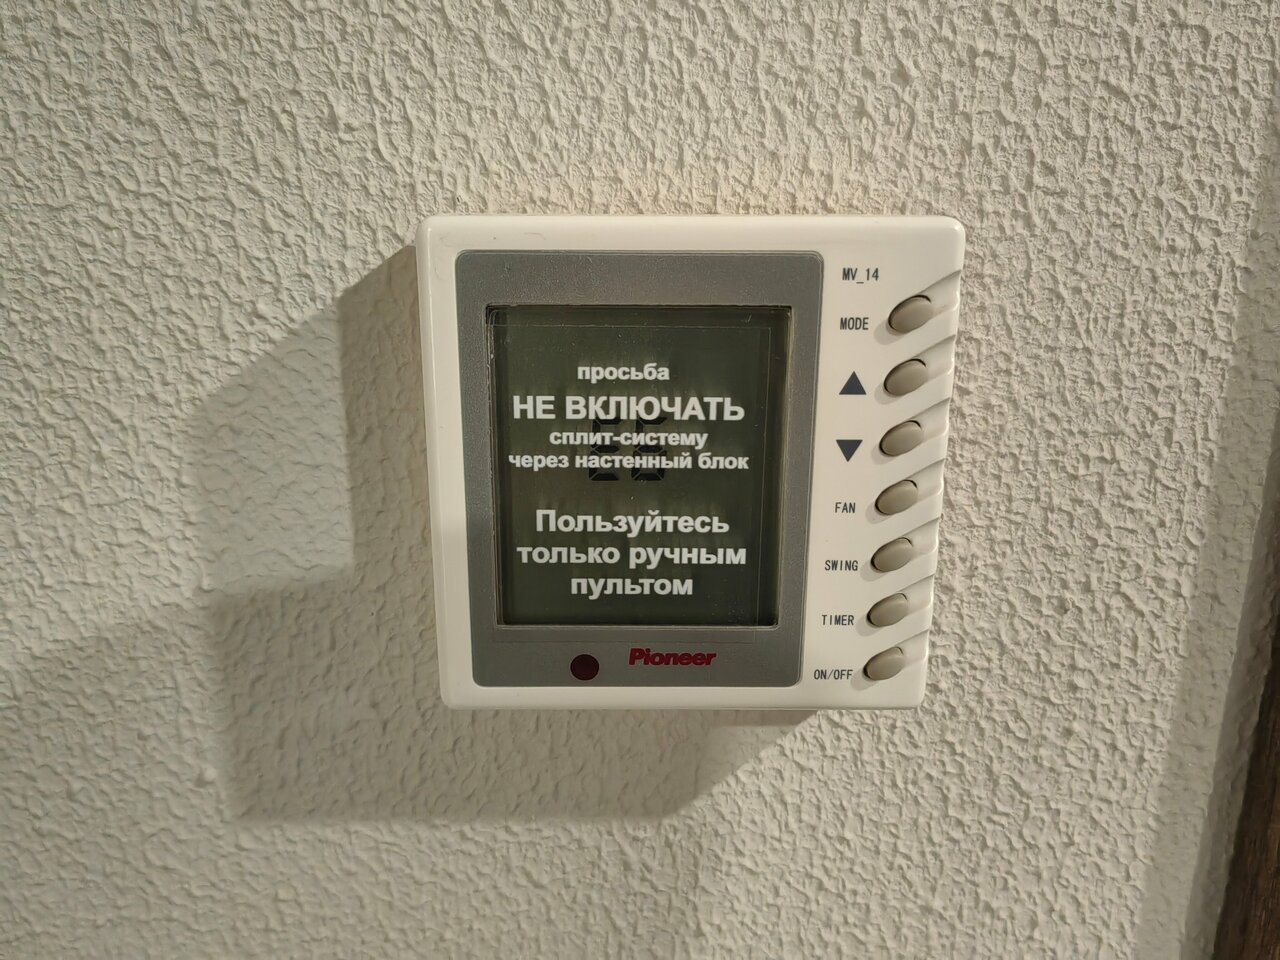 MV_14
MODE
просьба
НЕ ВКЛЮЧАТЬ
сплит-систему
через настенный блок
Пользуйтесь
только ручным
пультом
FAN
SWING
TIMER
ON/OFF
Pioneer